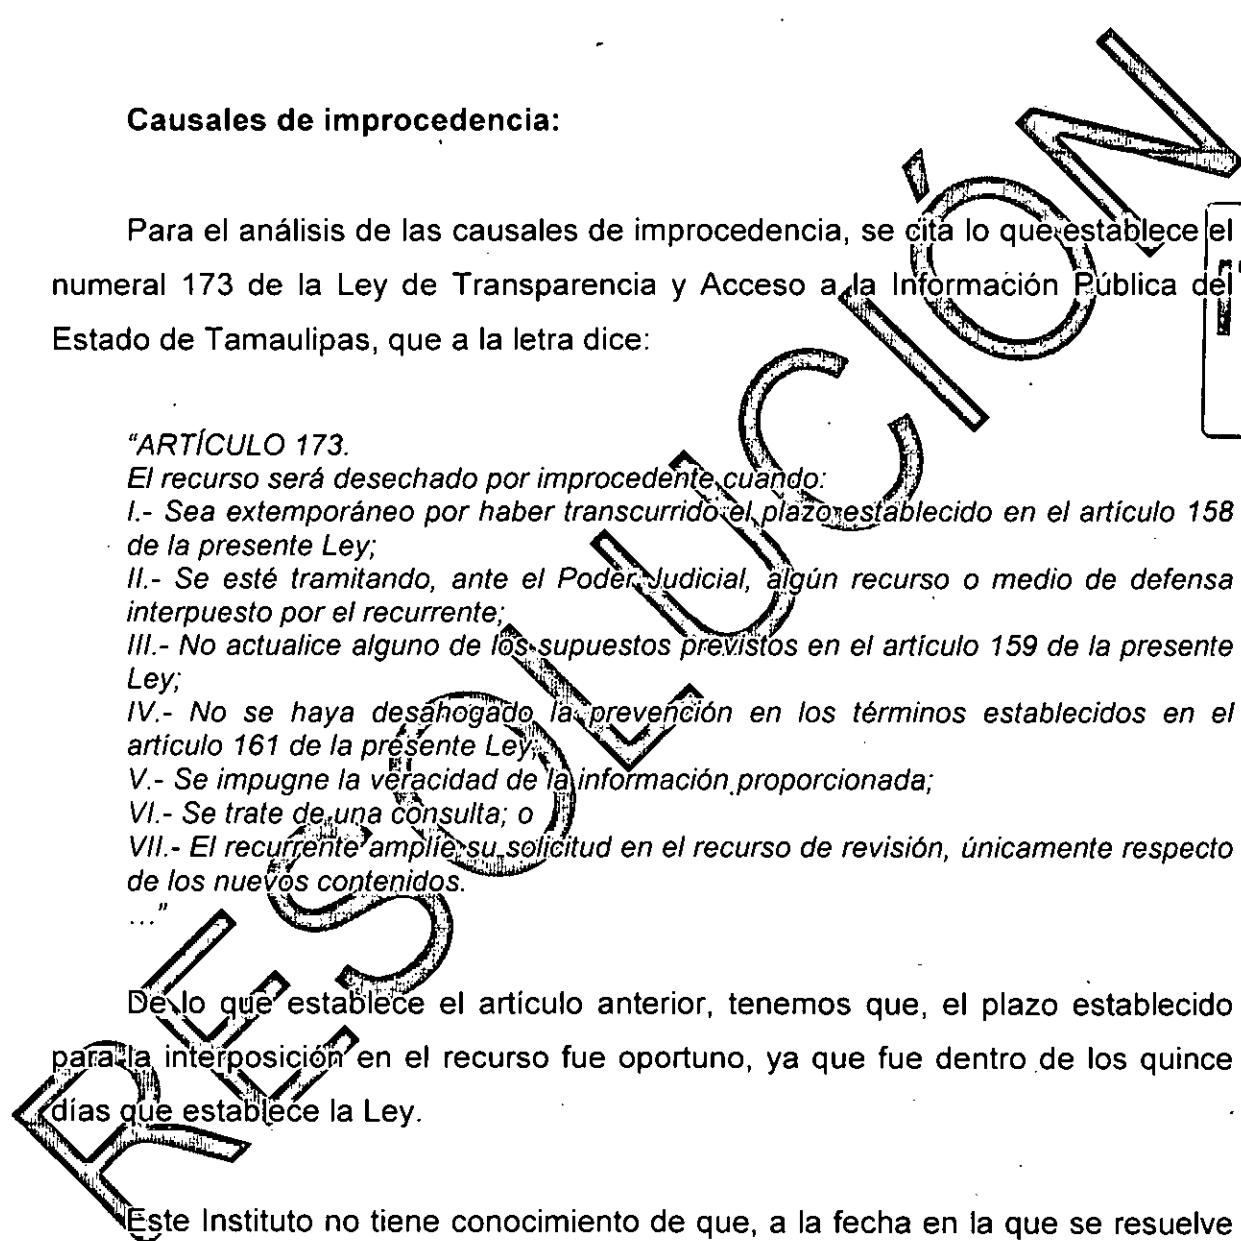 Causales de improcedencia:
Para el análisis de las causales de improcedencia, se cita lo que establece el
numeral 173 de la Ley de Transparencia y Acceso a la Información Pública del
Estado de Tamaulipas, que a la letra dice:
“ARTÍCULO 173.
El recurso será desechado por improcedente cuando:
I.- Sea extemporáneo por haber transcurrido el plazo establecido en el artículo 158
de la presente Ley;
II.- Se esté tramitando, ante el Poder Judicial, algún recurso o medio de defensa
interpuesto por el recurrente;
III.- No actualice alguno de los supuestos previstos en el artículo 159 de la presente
Ley;
IV.- No se haya desahogado la prevención en los términos establecidos en el
artículo 161 de la presente Ley;
V.- Se impugne la veracidad de la información proporcionada;
VI.- Se trate de una consulta; o
VII.- El recurrente amplíe su solicitud en el recurso de revisión, únicamente respecto
de los nuevos contenidos.
…”
De lo que establece el artículo anterior, tenemos que, el plazo establecido
para la interposición en el recurso fue oportuno, ya que fue dentro de los quince
días que establece la Ley.
Este Instituto no tiene conocimiento de que, a la fecha en la que se resuelve
RESOLUCIÓN